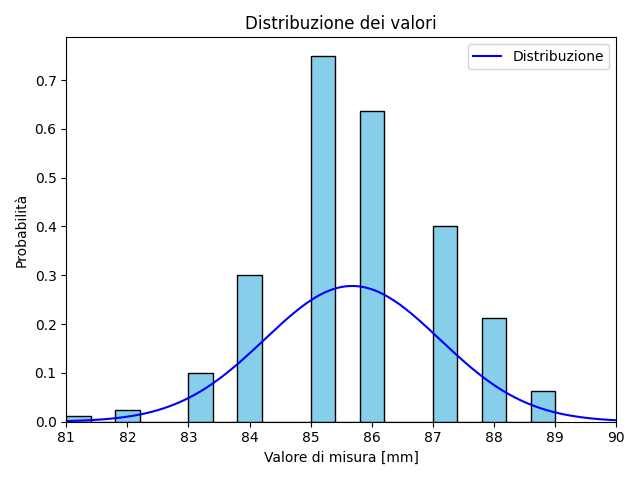 Distribuzione dei valori
Distribuzione
Probabilità
0.7
0.6
0.5
0.4
0.3
0.2
0.1
0.0
81 82 83 84 85 86 87 88 89 90
Valore di misura [mm]